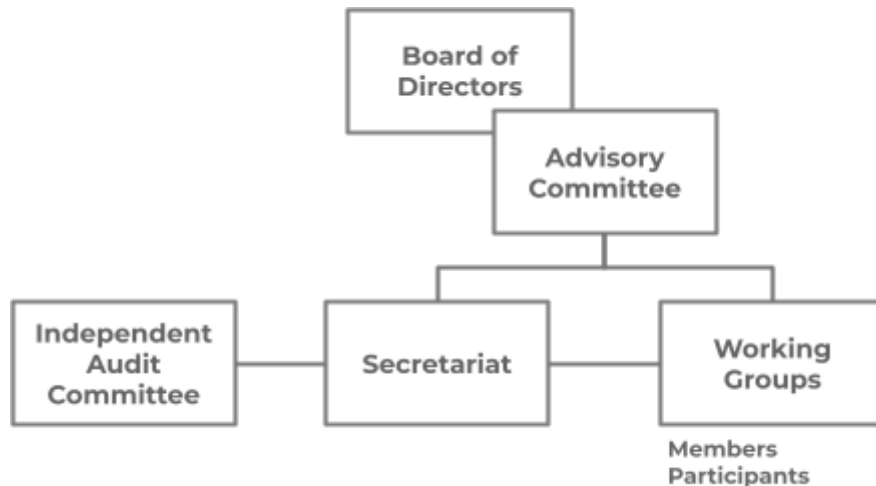 Board of
Directors
Advisory
Committee
Independent
Audit
Committee
Secretariat
Working
Groups
Members
Participants